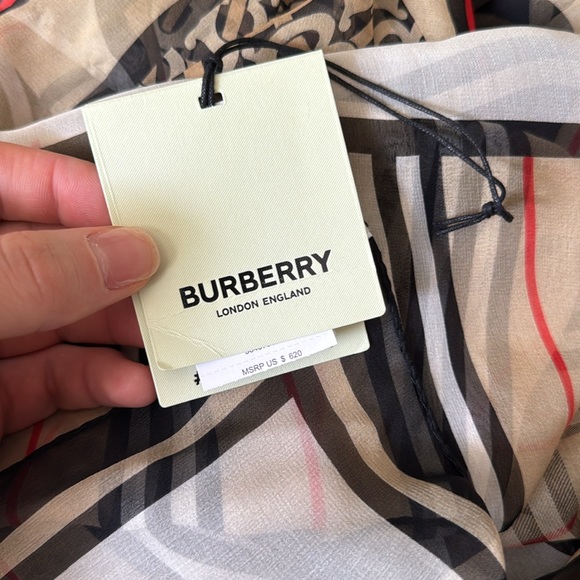 BURBERRY
LONDON ENGLAND
MSRP US $ 620